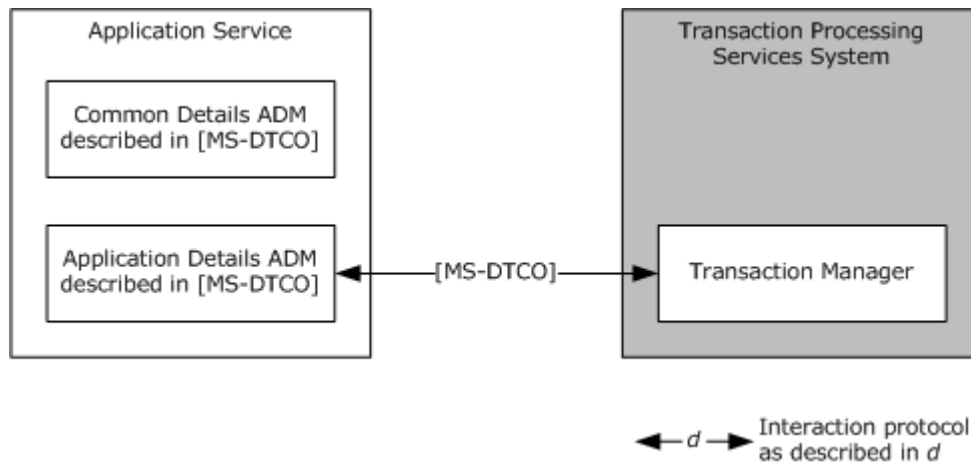 Application Service
Common Details ADM
described in [MS-DTCO]
Application Details ADM
described in [MS-DTCO]
[MS-DTCO]
Transaction Processing
Services System
Transaction Manager
d
Interaction protocol
as described in d